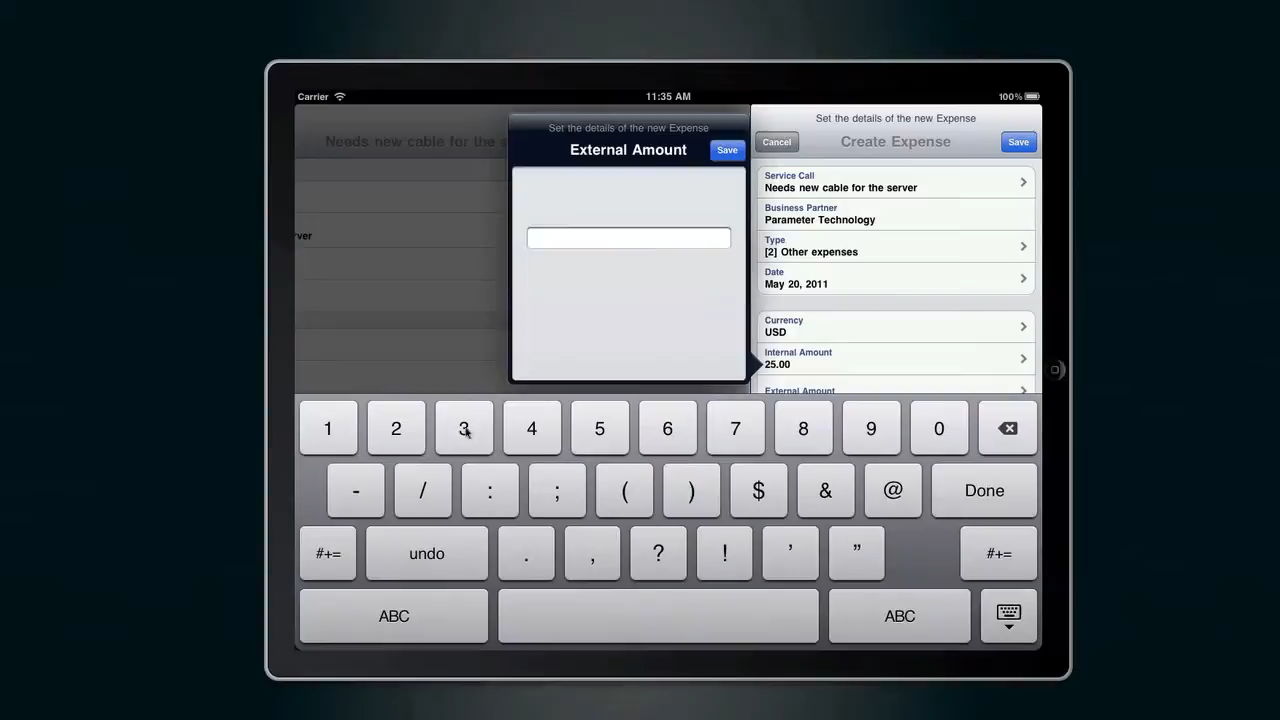 Carrier
11:35 AM
100%
Set the details of the new Expense
External Amount
Save
Needs new cable for the s
ver
Set the details of the new Expense
Cancel
Create Expense
Save
Service Call
Needs new cable for the server
Business Partner
Parameter Technology
Type
[2] Other expenses
Date
May 20, 2011
Currency
USD
Internal Amount
25.00
External Amount
1 2 3 4 5 6 7 8 9 0
- / : ; ( ) $ & @ Done
#+= undo . , ? ! ’ ” #+=
ABC ABC